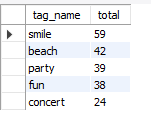 tag_name total
smile 59
beach 42
party 39
fun 38
concert 24